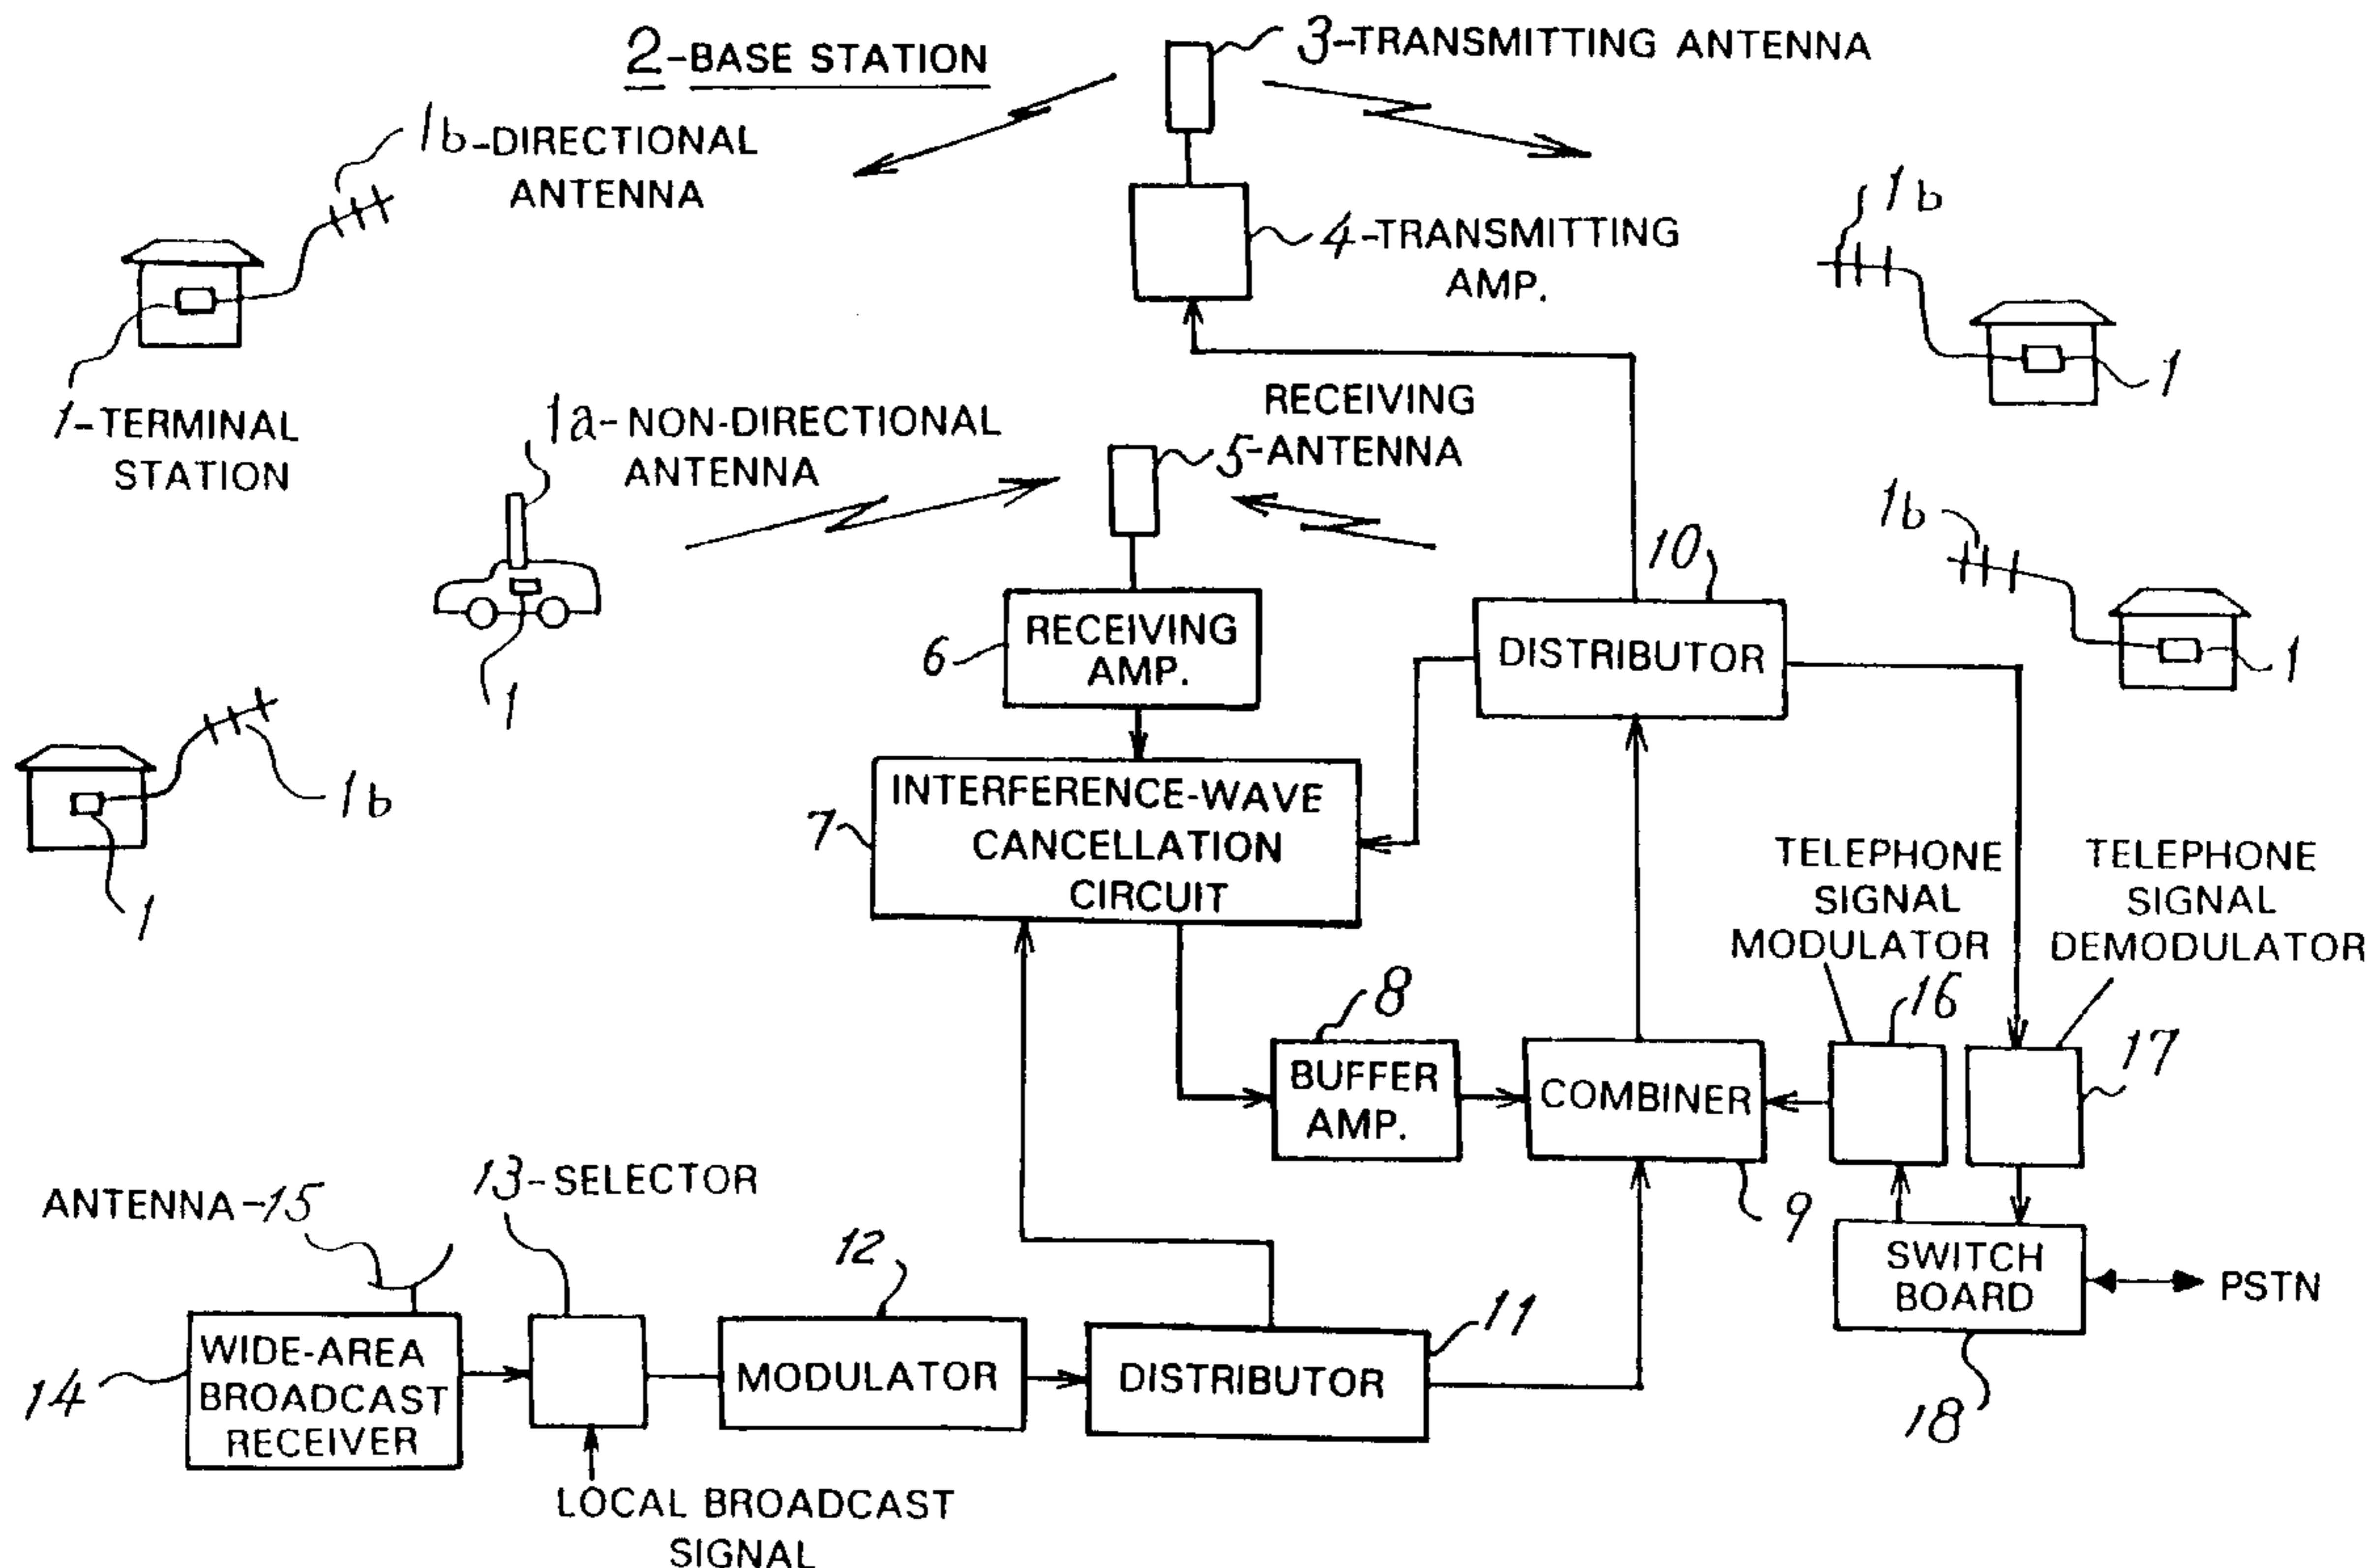 2-BASE STATION
3-TRANSMITTING ANTENNA
1b-DIRECTIONAL
ANTENNA
1b
4-TRANSMITTING
AMP.
1
1-TERMINAL
STATION
1a-NON-DIRECTIONAL
ANTENNA
RECEIVING
5-ANTENNA
1b
10
6
RECEIVING
AMP.
DISTRIBUTOR
1
1
1b
1
7
INTERFERENCE-WAVE
CANCELLATION
CIRCUIT
TELEPHONE
SIGNAL
MODULATOR
TELEPHONE
SIGNAL
DEMODULATOR
8
16
17
BUFFER
AMP.
COMBINER
9
ANTENNA-15
13-SELECTOR
12
11
SWITCH
BOARD
PSTN
18
14
WIDE-AREA
BROADCAST
RECEIVER
MODULATOR
DISTRIBUTOR
LOCAL BROADCAST
SIGNAL